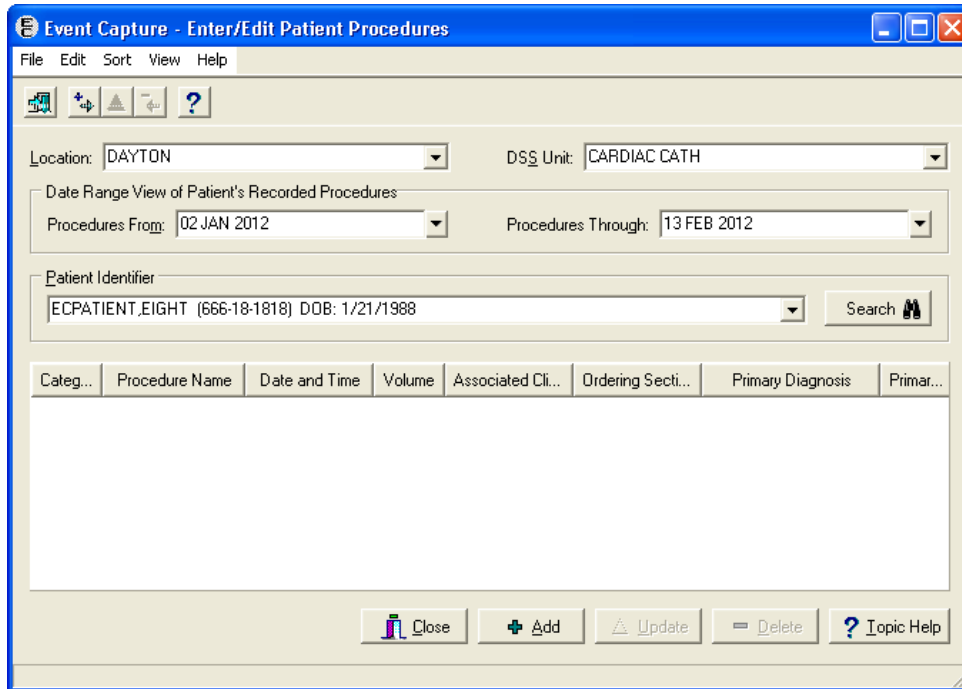 Event Capture - Enter/Edit Patient Procedures
File Edit Sort View Help
?
Location: DAYTON DSS Unit: CARDIAC CATH
Date Range View of Patient's Recorded Procedures
Procedures From: 02 JAN 2012 Procedures Through: 13 FEB 2012
Patient Identifier
ECPATIENT,EIGHT (666-18-1818) DOB: 1/21/1988 Search
Categ... Procedure Name Date and Time Volume Associated Cli... Ordering Secti... Primary Diagnosis Primar...
Close Add Update Delete ? Topic Help